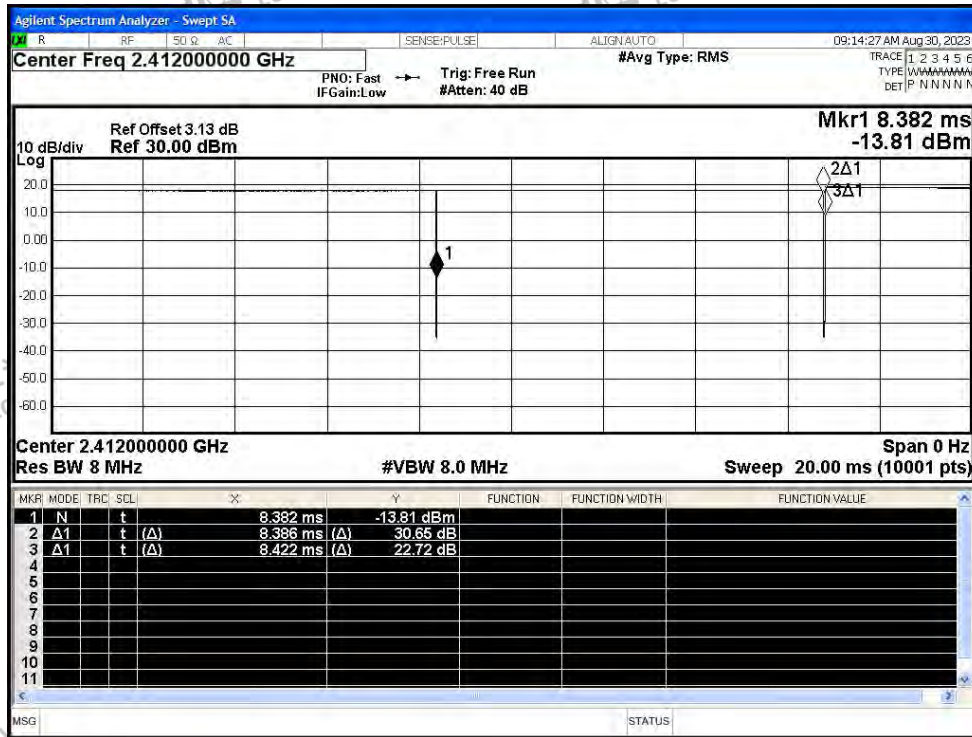 Agilent Spectrum Analyzer - Swept SA
LXI R RF 50 Ω AC SENSE:PULSE ALIGN AUTO 09:14:27 AM Aug 30, 2023
Center Freq 2.412000000 GHz #Avg Type: RMS TRACE 1 2 3 4 5 6
PNO: Fast Trig: Free Run TYPE WWWWWW
IFGain:Low #Atten: 40 dB DET P N N N N N
Mkr1 8.382 ms
Ref Offset 3.13 dB
10 dB/div Ref 30.00 dBm -13.81 dBm
Log
20.0
10.0
0.00
-10.0
-20.0
-30.0
-40.0
-50.0
-60.0
2Δ1
3Δ1
1
Center 2.412000000 GHz Span 0 Hz
Res BW 8 MHz #VBW 8.0 MHz Sweep 20.00 ms (10001 pts)
MKR MODE TRC SCL X Y FUNCTION FUNCTION WIDTH FUNCTION VALUE
1 N t 8.382 ms -13.81 dBm
2 Δ1 t (Δ) 8.386 ms (Δ) 30.65 dB
3 Δ1 t (Δ) 8.422 ms (Δ) 22.72 dB
4
5
6
7
8
9
10
11
MSG STATUS